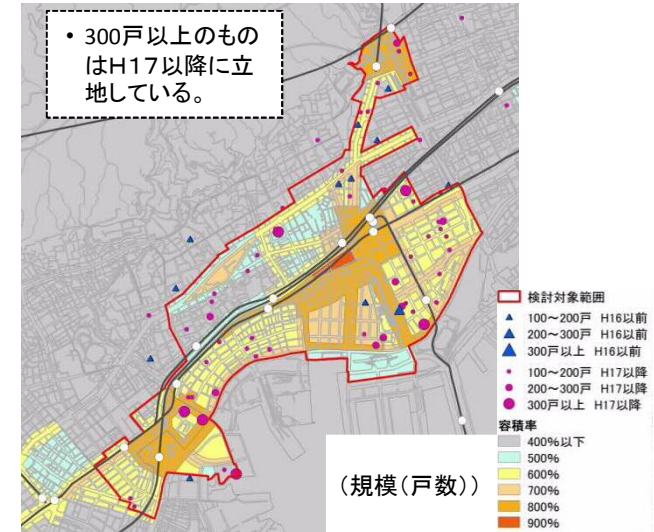 • 300戸以上のもの
はH17以降に立
地している。
検討対象範囲
100～200戸 H16以前
200～300戸 H16以前
300戸以上 H16以前
100～200戸 H17以降
200～300戸 H17以降
300戸以上 H17以降
容積率
400%以下
500%
600%
700%
800%
900%
（規模（戸数））